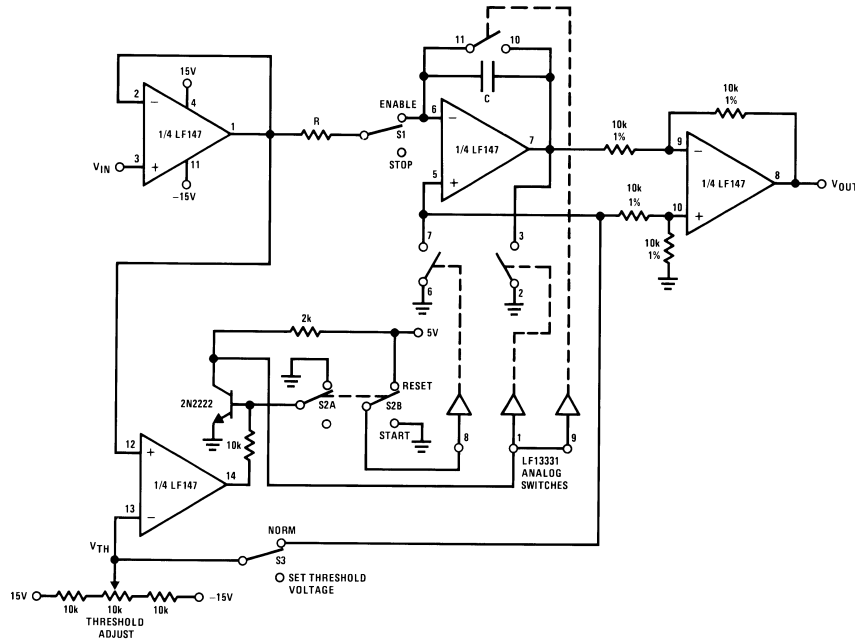 11
10
15V
C
10k
1%
2
4
ENABLE
6
R
S1
1
7
10k
1%
9
1/4 LF147
1/4 LF147
1/4 LF147
8
VOUT
VIN
3
11
STOP
5
10k
1%
10
-15V
10k
1%
7
3
6
2
2k
5V
RESET
2N2222
S2A
S2B
START
10k
8
1
9
LF13331
ANALOG
SWITCHES
12
14
1/4 LF147
13
NORM
VTH
S3
SET THRESHOLD
VOLTAGE
15V
-15V
10k
10k
10k
THRESHOLD
ADJUST